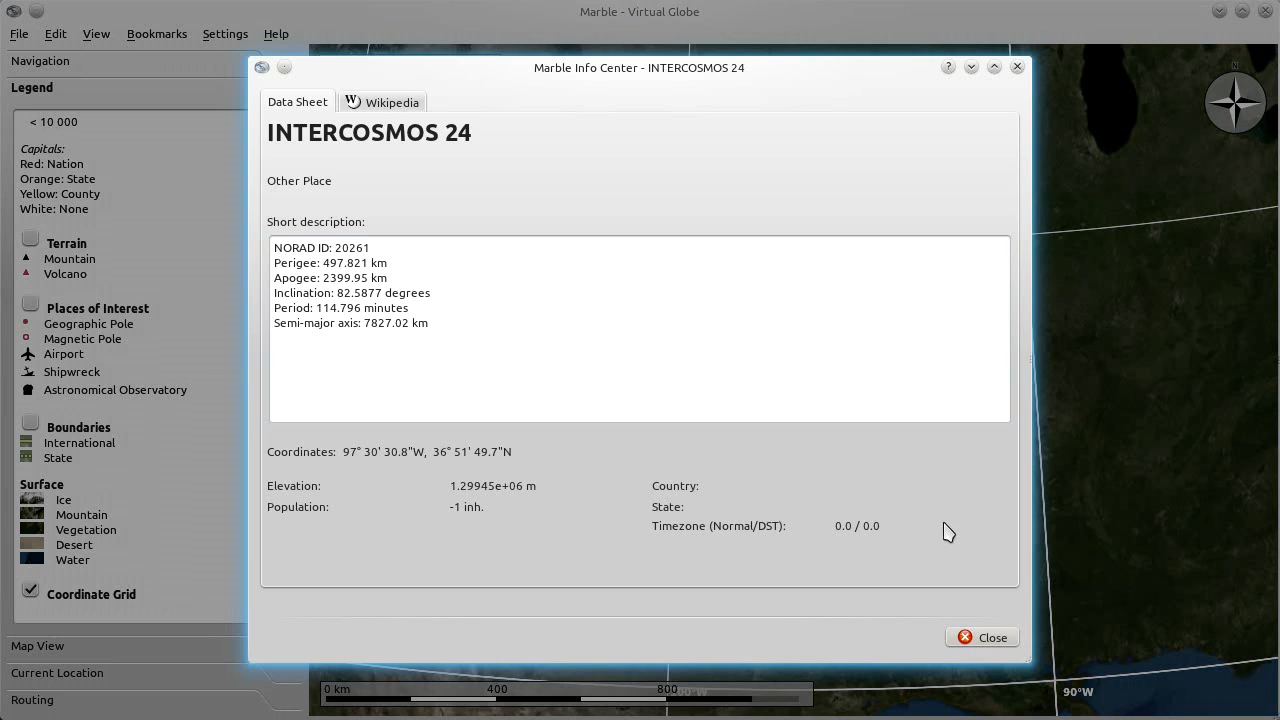 Marble - Virtual Globe
File Edit View Bookmarks Settings Help
Navigation
Legend
< 10 000
Capitals:
Red: Nation
Orange: State
Yellow: County
White: None
Terrain
Mountain
Volcano
Places of Interest
Geographic Pole
Magnetic Pole
Airport
Shipwreck
Astronomical Observatory
Boundaries
International
State
Surface
Ice
Mountain
Vegetation
Desert
Water
Coordinate Grid
Map View
Current Location
Routing
Marble Info Center - INTERCOSMOS 24
Data Sheet W Wikipedia
INTERCOSMOS 24
Other Place
Short description:
NORAD ID: 20261
Perigee: 497.821 km
Apogee: 2399.95 km
Inclination: 82.5877 degrees
Period: 114.796 minutes
Semi-major axis: 7827.02 km
Coordinates: 97° 30' 30.8"W, 36° 51' 49.7"N
Elevation: 1.29945e+06 m Country:
Population: -1 inh. State:
Timezone (Normal/DST): 0.0 / 0.0
Close
N
0 km 400 800
90°W